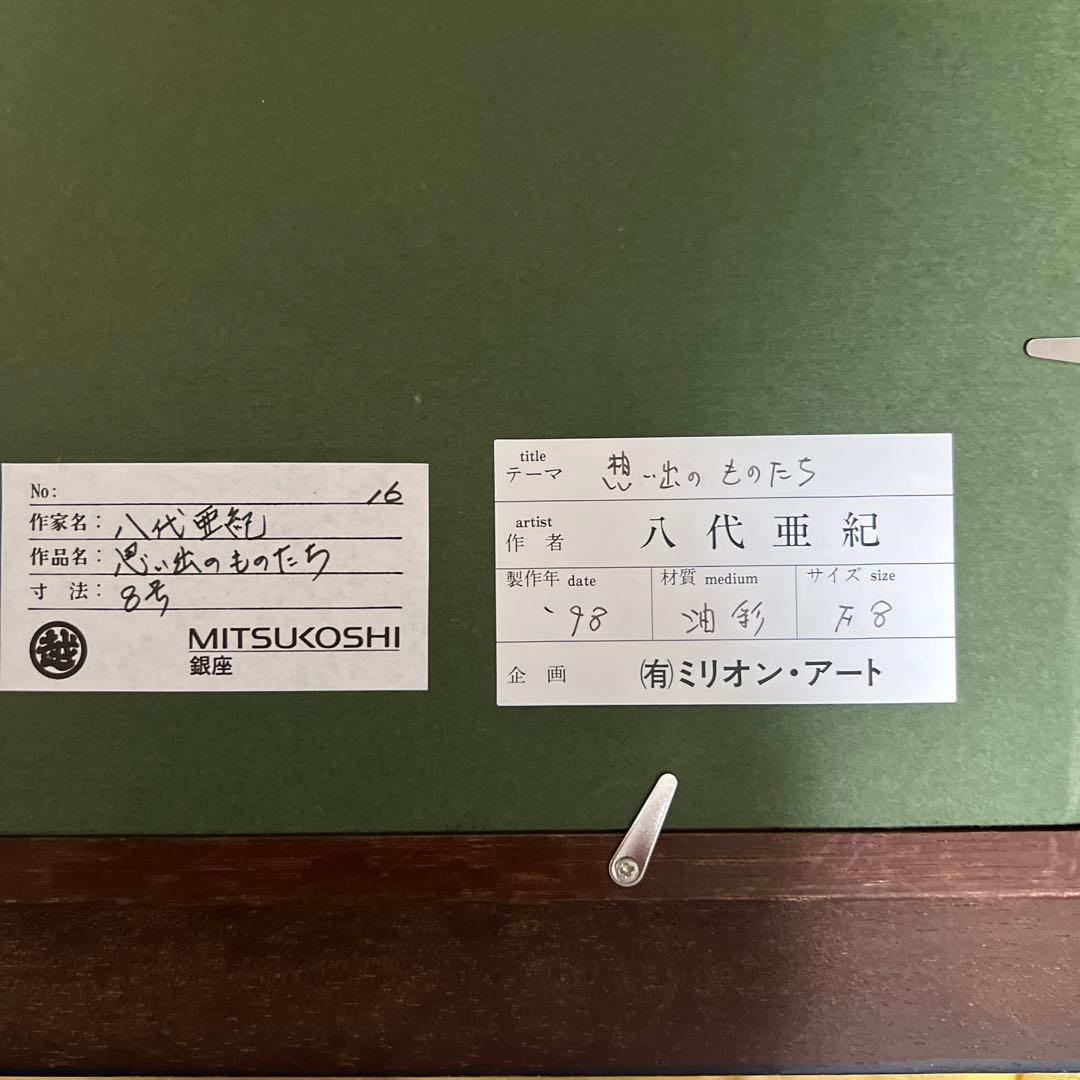 No: 16
作家名: 八代亜紀
作品名: 思い出のものたち
寸 法: 8号
越
MITSUKOSHI
銀座
title
テーマ 想い出の ものたち
artist
作 者 八 代 亜 紀
製作年 date 材質 medium サイズ size
'98 油彩 F8
企 画 ㈲ミリオン・アート